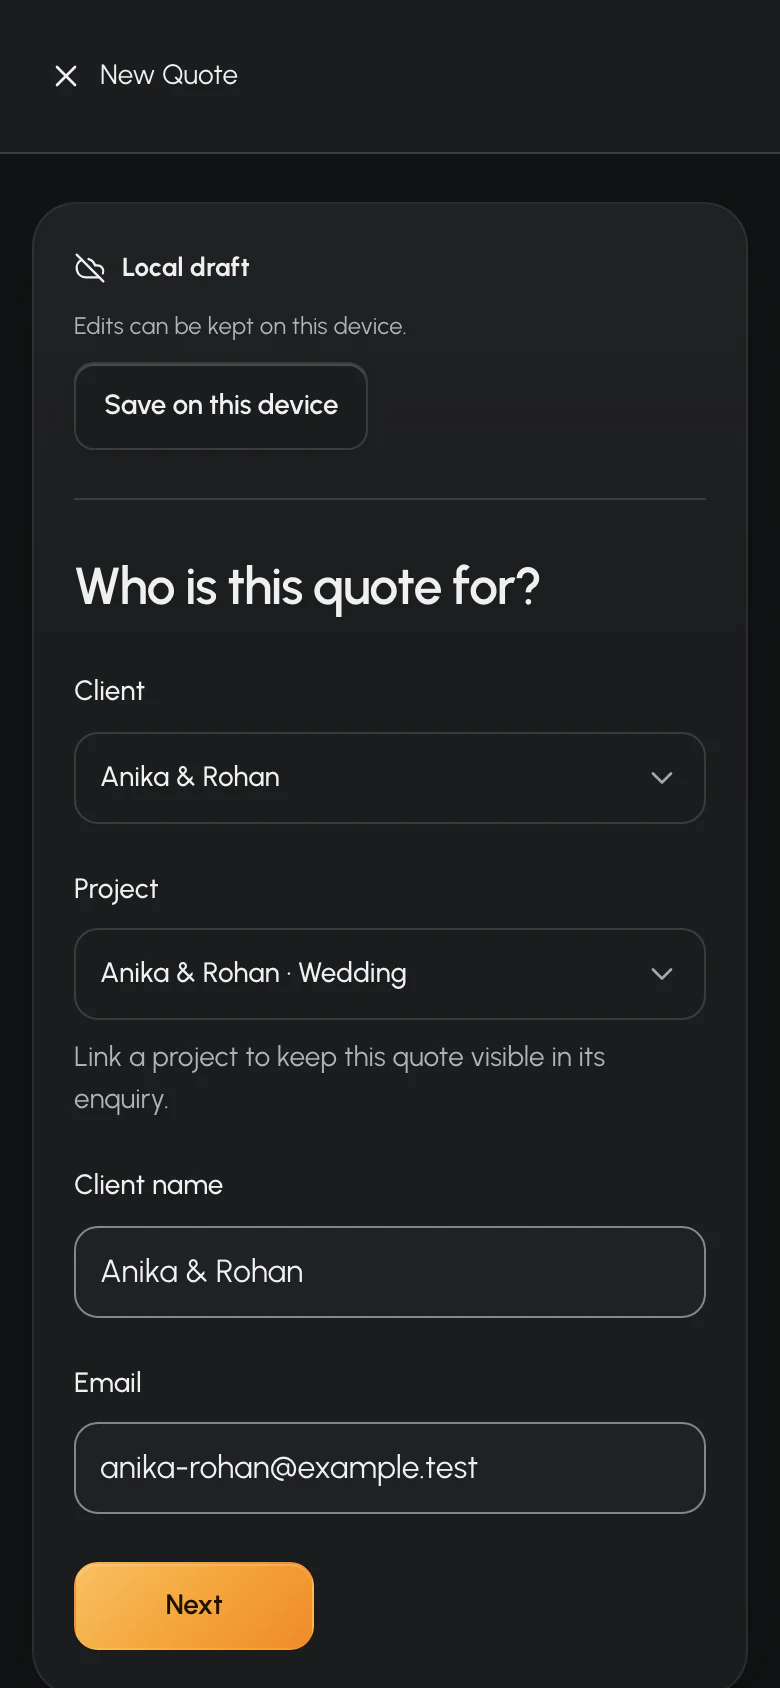 New Quote
Local draft
Edits can be kept on this device.
Save on this device
Who is this quote for?
Client
Anika & Rohan
Project
Anika & Rohan · Wedding
Link a project to keep this quote visible in its
enquiry.
Client name
Anika & Rohan
Email
anika-rohan@example.test
Next